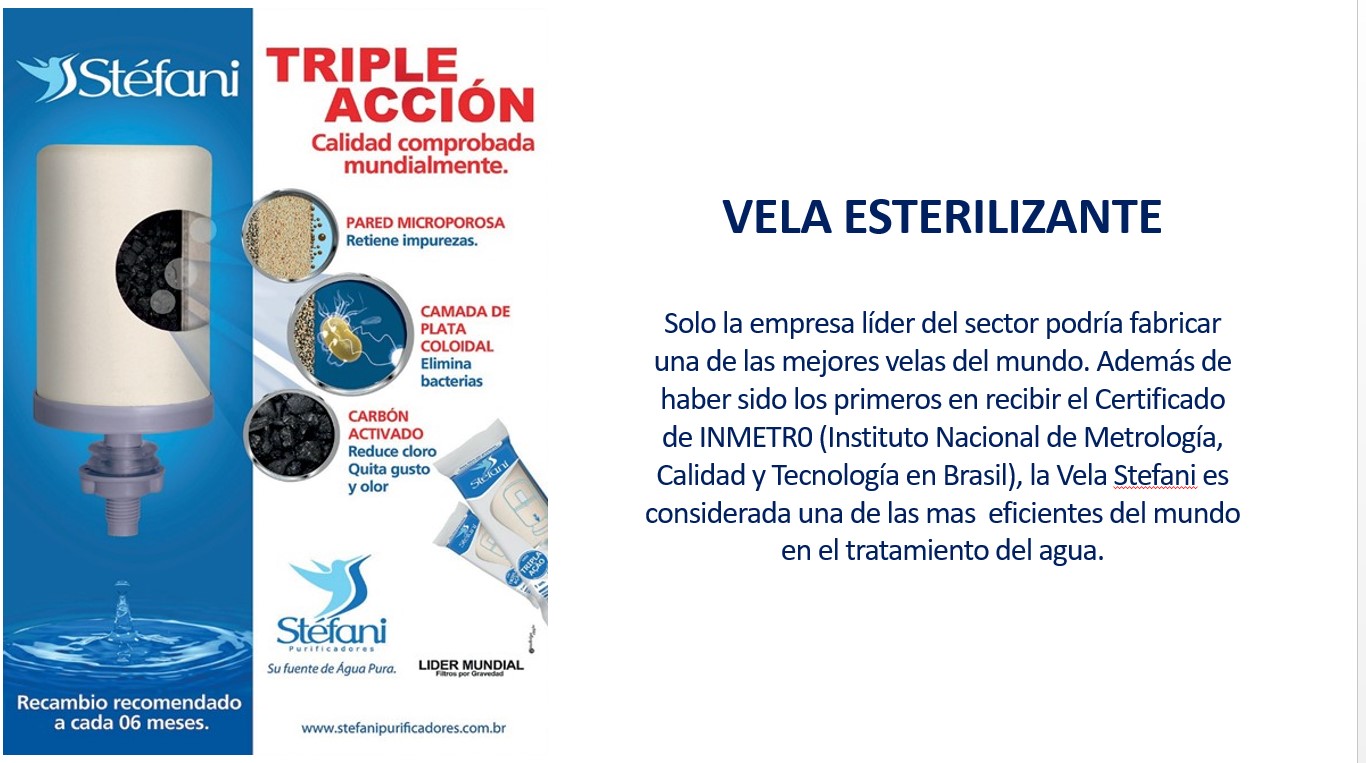 Stéfani
TRIPLE
ACCIÓN
Calidad comprobada
mundialmente.
PARED MICROPOROSA
Retiene impurezas.
CAMADA DE
PLATA
COLOIDAL
Elimina
bacterias
CARBÓN
ACTIVADO
Reduce cloro
Quita gusto
y olor
Stéfani
TRIPLA
AÇÃO
Stéfani
Purificadores
Su fuente de Água Pura.
LIDER MUNDIAL
Filtros por Gravedad
Recambio recomendado
a cada 06 meses.
www.stefanipurificadores.com.br
VELA ESTERILIZANTE
Solo la empresa líder del sector podría fabricar
una de las mejores velas del mundo. Además de
haber sido los primeros en recibir el Certificado
de INMETR0 (Instituto Nacional de Metrología,
Calidad y Tecnología en Brasil), la Vela Stefani es
considerada una de las mas  eficientes del mundo
en el tratamiento del agua.